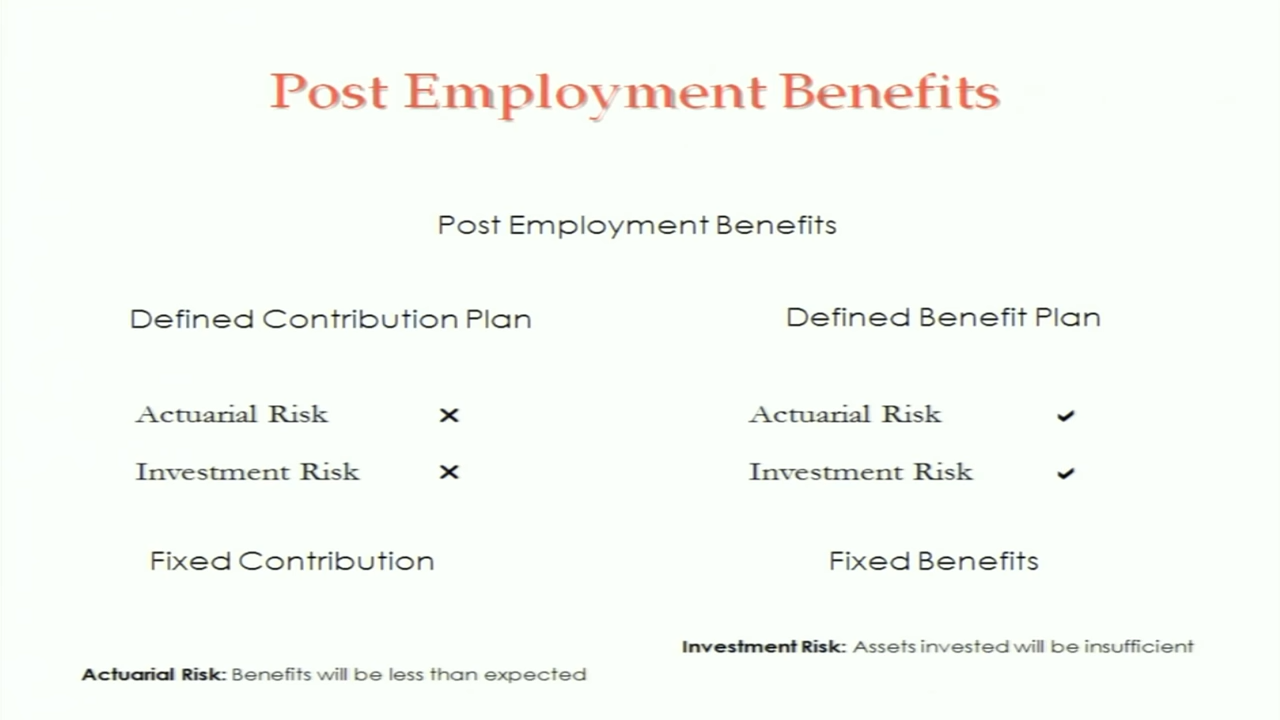 Post Employment Benefits
Post Employment Benefits
Defined Contribution Plan
Defined Benefit Plan
Actuarial Risk ×
Actuarial Risk ✓
Investment Risk ×
Investment Risk ✓
Fixed Contribution
Fixed Benefits
Investment Risk: Assets invested will be insufficient
Actuarial Risk: Benefits will be less than expected